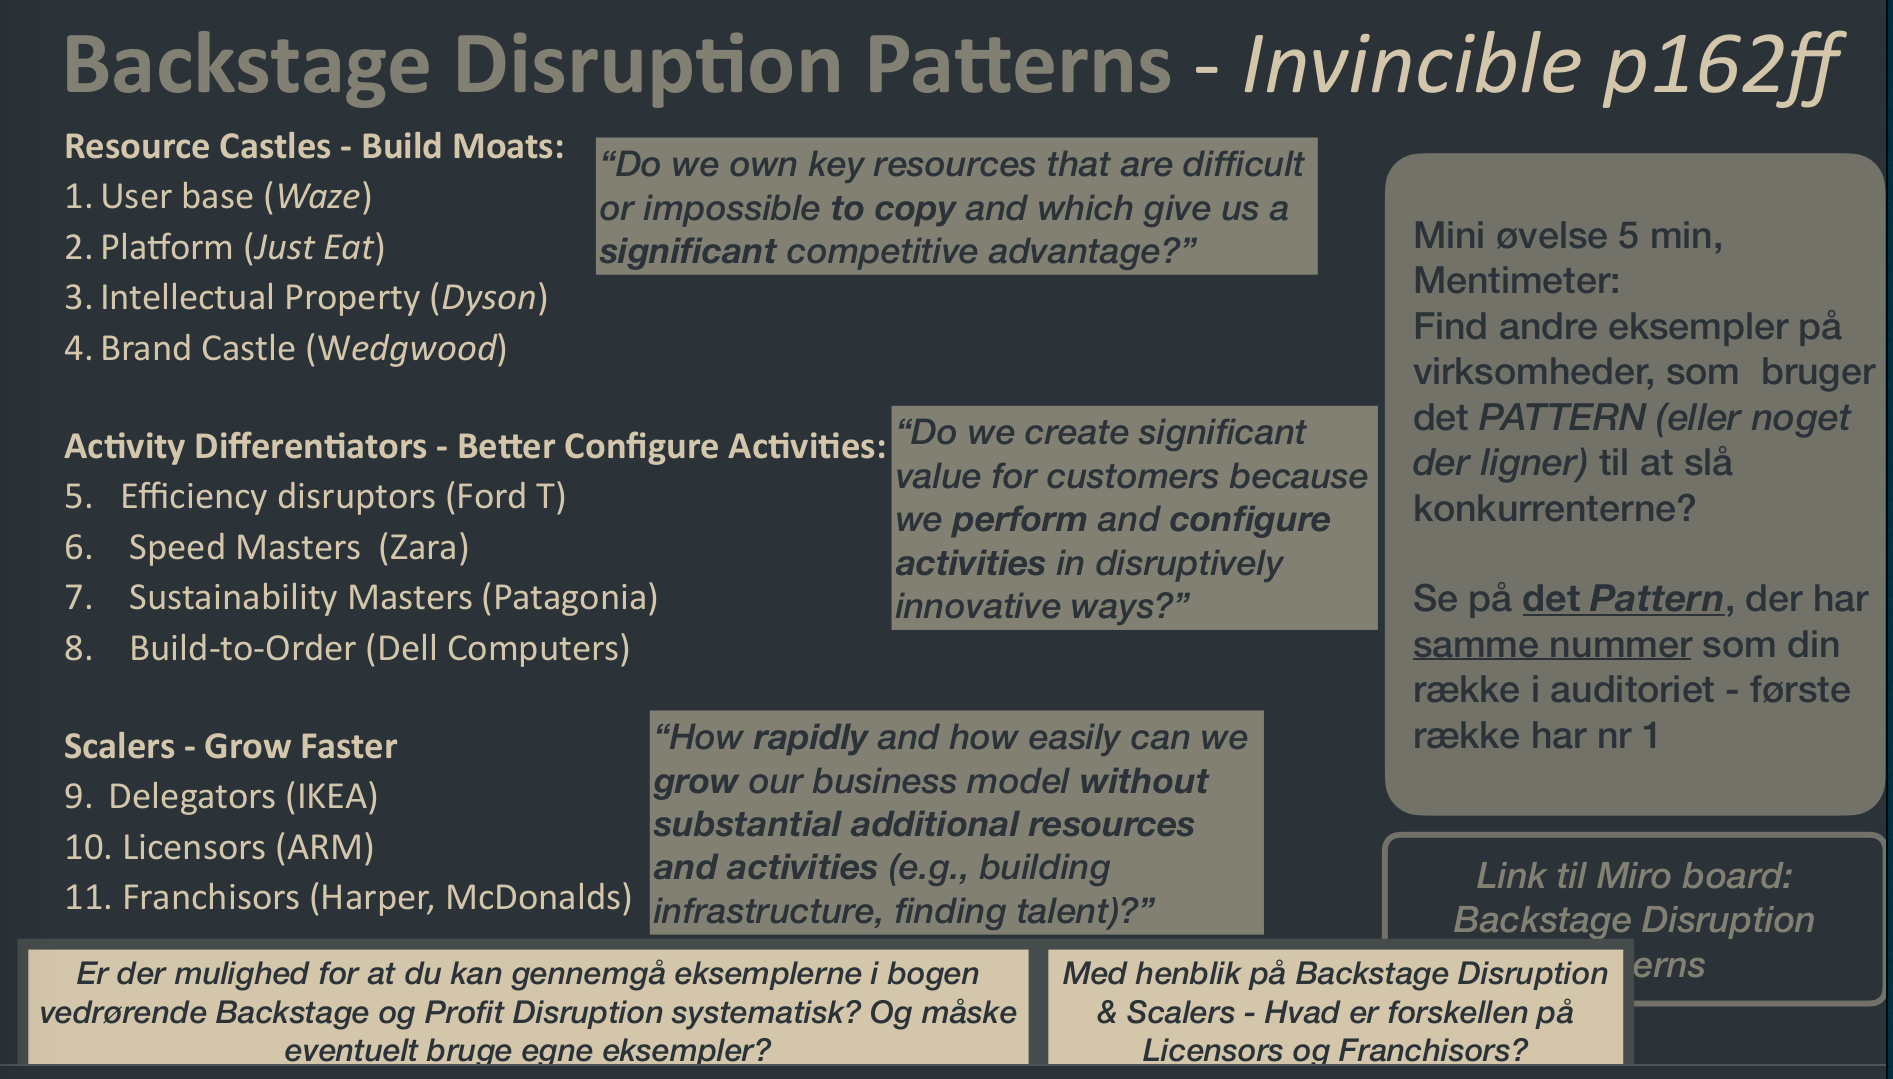 Backstage Disruption Patterns - Invincible p162ff
Resource Castles - Build Moats:
1. User base (Waze)
2. Platform (Just Eat)
3. Intellectual Property (Dyson)
4. Brand Castle (Wedgwood)
“Do we own key resources that are difficult
or impossible to copy and which give us a
significant competitive advantage?”
Activity Differentiators - Better Configure Activities:
5. Efficiency disruptors (Ford T)
6. Speed Masters (Zara)
7. Sustainability Masters (Patagonia)
8. Build-to-Order (Dell Computers)
“Do we create significant
value for customers because
we perform and configure
activities in disruptively
innovative ways?”
Scalers - Grow Faster
9. Delegators (IKEA)
10. Licensors (ARM)
11. Franchisors (Harper, McDonalds)
“How rapidly and how easily can we
grow our business model without
substantial additional resources
and activities (e.g., building
infrastructure, finding talent)?”
Mini øvelse 5 min,
Mentimeter:
Find andre eksempler på
virksomheder, som bruger
det PATTERN (eller noget
der ligner) til at slå
konkurrenterne?
Se på det Pattern, der har
samme nummer som din
række i auditoriet - første
række har nr 1
Link til Miro board:
Backstage Disruption
erns
Er der mulighed for at du kan gennemgå eksemplerne i bogen
vedrørende Backstage og Profit Disruption systematisk? Og måske
eventuelt bruge egne eksempler?
Med henblik på Backstage Disruption
& Scalers - Hvad er forskellen på
Licensors og Franchisors?